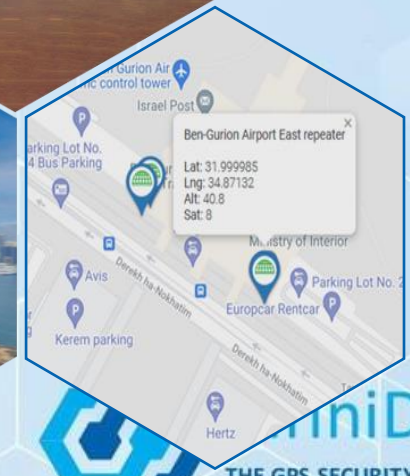 Gurion Air
control tower
Israel Post
Parking Lot No.
4 Bus Parking
×
Ben-Gurion Airport East repeater
Lat: 31.999985
Lng: 34.87132
Alt: 40.8
Sat: 8
Ministry of Interior
Avis
Parking Lot No. 2
Europcar Rentcar
Kerem parking
Derekh ha-Nokhatim
Derekh ha-Nokhatim
Hertz
THE GPS SECURITY